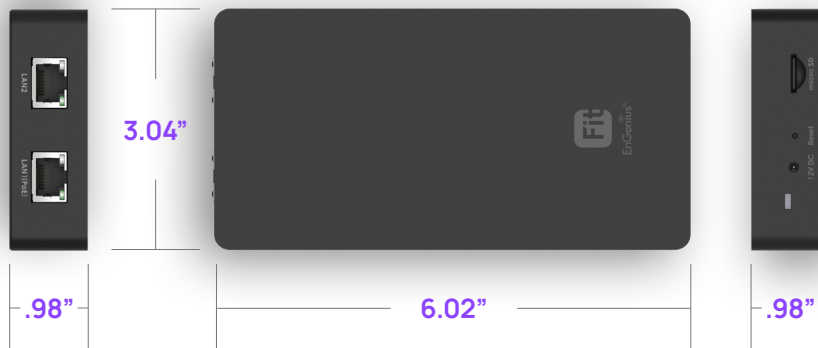 LAN2
LAN1(PoE)
3.04”
Fit
EnGenius®
micro SD
Reset
12V DC
.98”
6.02”
.98”